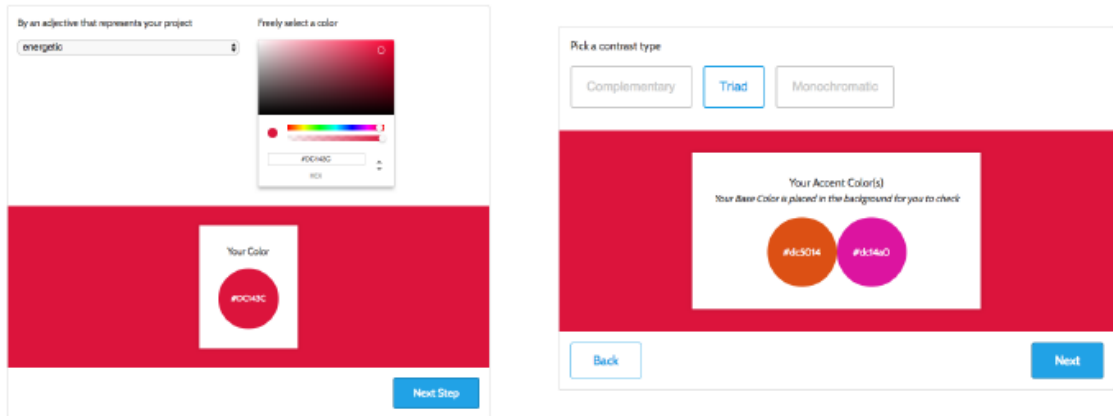 By an adjective that represents your project
energetic
Freely select a color
#DC143C
HEX
Your Color
#DC143C
Next Step
Pick a contrast type
Complementary
Triad
Monochromatic
Your Accent Color(s)
Your Base Color is placed in the background for you to check
#dc5014
#dc14a0
Back
Next